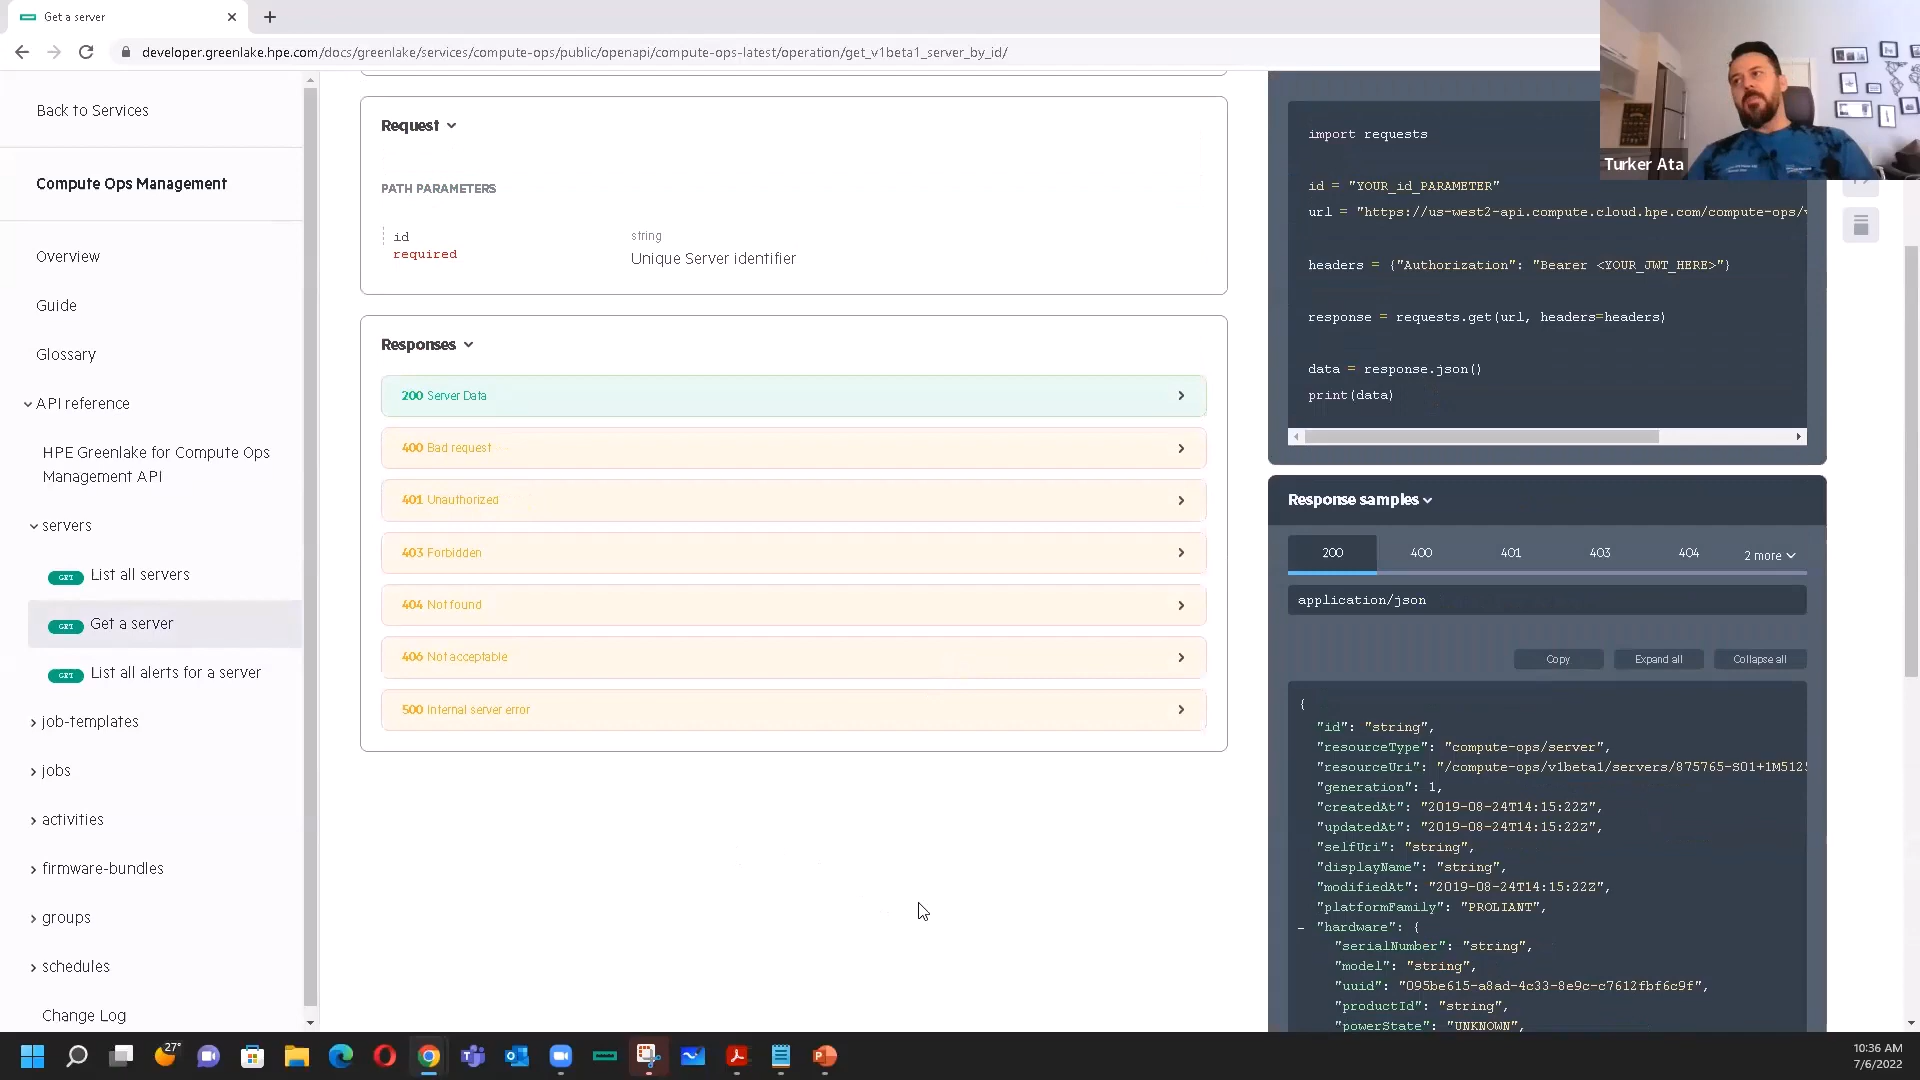 Get a server
developer.greenlake.hpe.com/docs/greenlake/services/compute-ops/public/openapi/compute-ops-latest/operation/get_v1beta1_server_by_id/
Back to Services
Compute Ops Management
Overview
Guide
Glossary
API reference
HPE Greenlake for Compute Ops
Management API
servers
GET List all servers
GET Get a server
GET List all alerts for a server
job-templates
jobs
activities
firmware-bundles
groups
schedules
Change Log
Request
PATH PARAMETERS
id
required
string
Unique Server identifier
Responses
200 Server Data
400 Bad request
401 Unauthorized
403 Forbidden
404 Not found
406 Not acceptable
500 Internal server error
import requests
id = "YOUR_id_PARAMETER"
url = "https://us-west2-api.compute.cloud.hpe.com/compute-ops/v
headers = {"Authorization": "Bearer <YOUR_JWT_HERE>"}
response = requests.get(url, headers=headers)
data = response.json()
print(data)
Response samples
200 400 401 403 404 2 more
application/json
Copy Expand all Collapse all
{
"id": "string",
"resourceType": "compute-ops/server",
"resourceUri": "/compute-ops/v1beta1/servers/875765-S01+1M5125
"generation": 1,
"createdAt": "2019-08-24T14:15:22Z",
"updatedAt": "2019-08-24T14:15:22Z",
"selfUri": "string",
"displayName": "string",
"modifiedAt": "2019-08-24T14:15:22Z",
"platformFamily": "PROLIANT",
- "hardware": {
"serialNumber": "string",
"model": "string",
"uuid": "095be615-a8ad-4c33-8e9c-c7612fbf6c9f",
"productId": "string",
"powerState": "UNKNOWN",
Turker Ata
27°
10:36 AM
7/6/2022